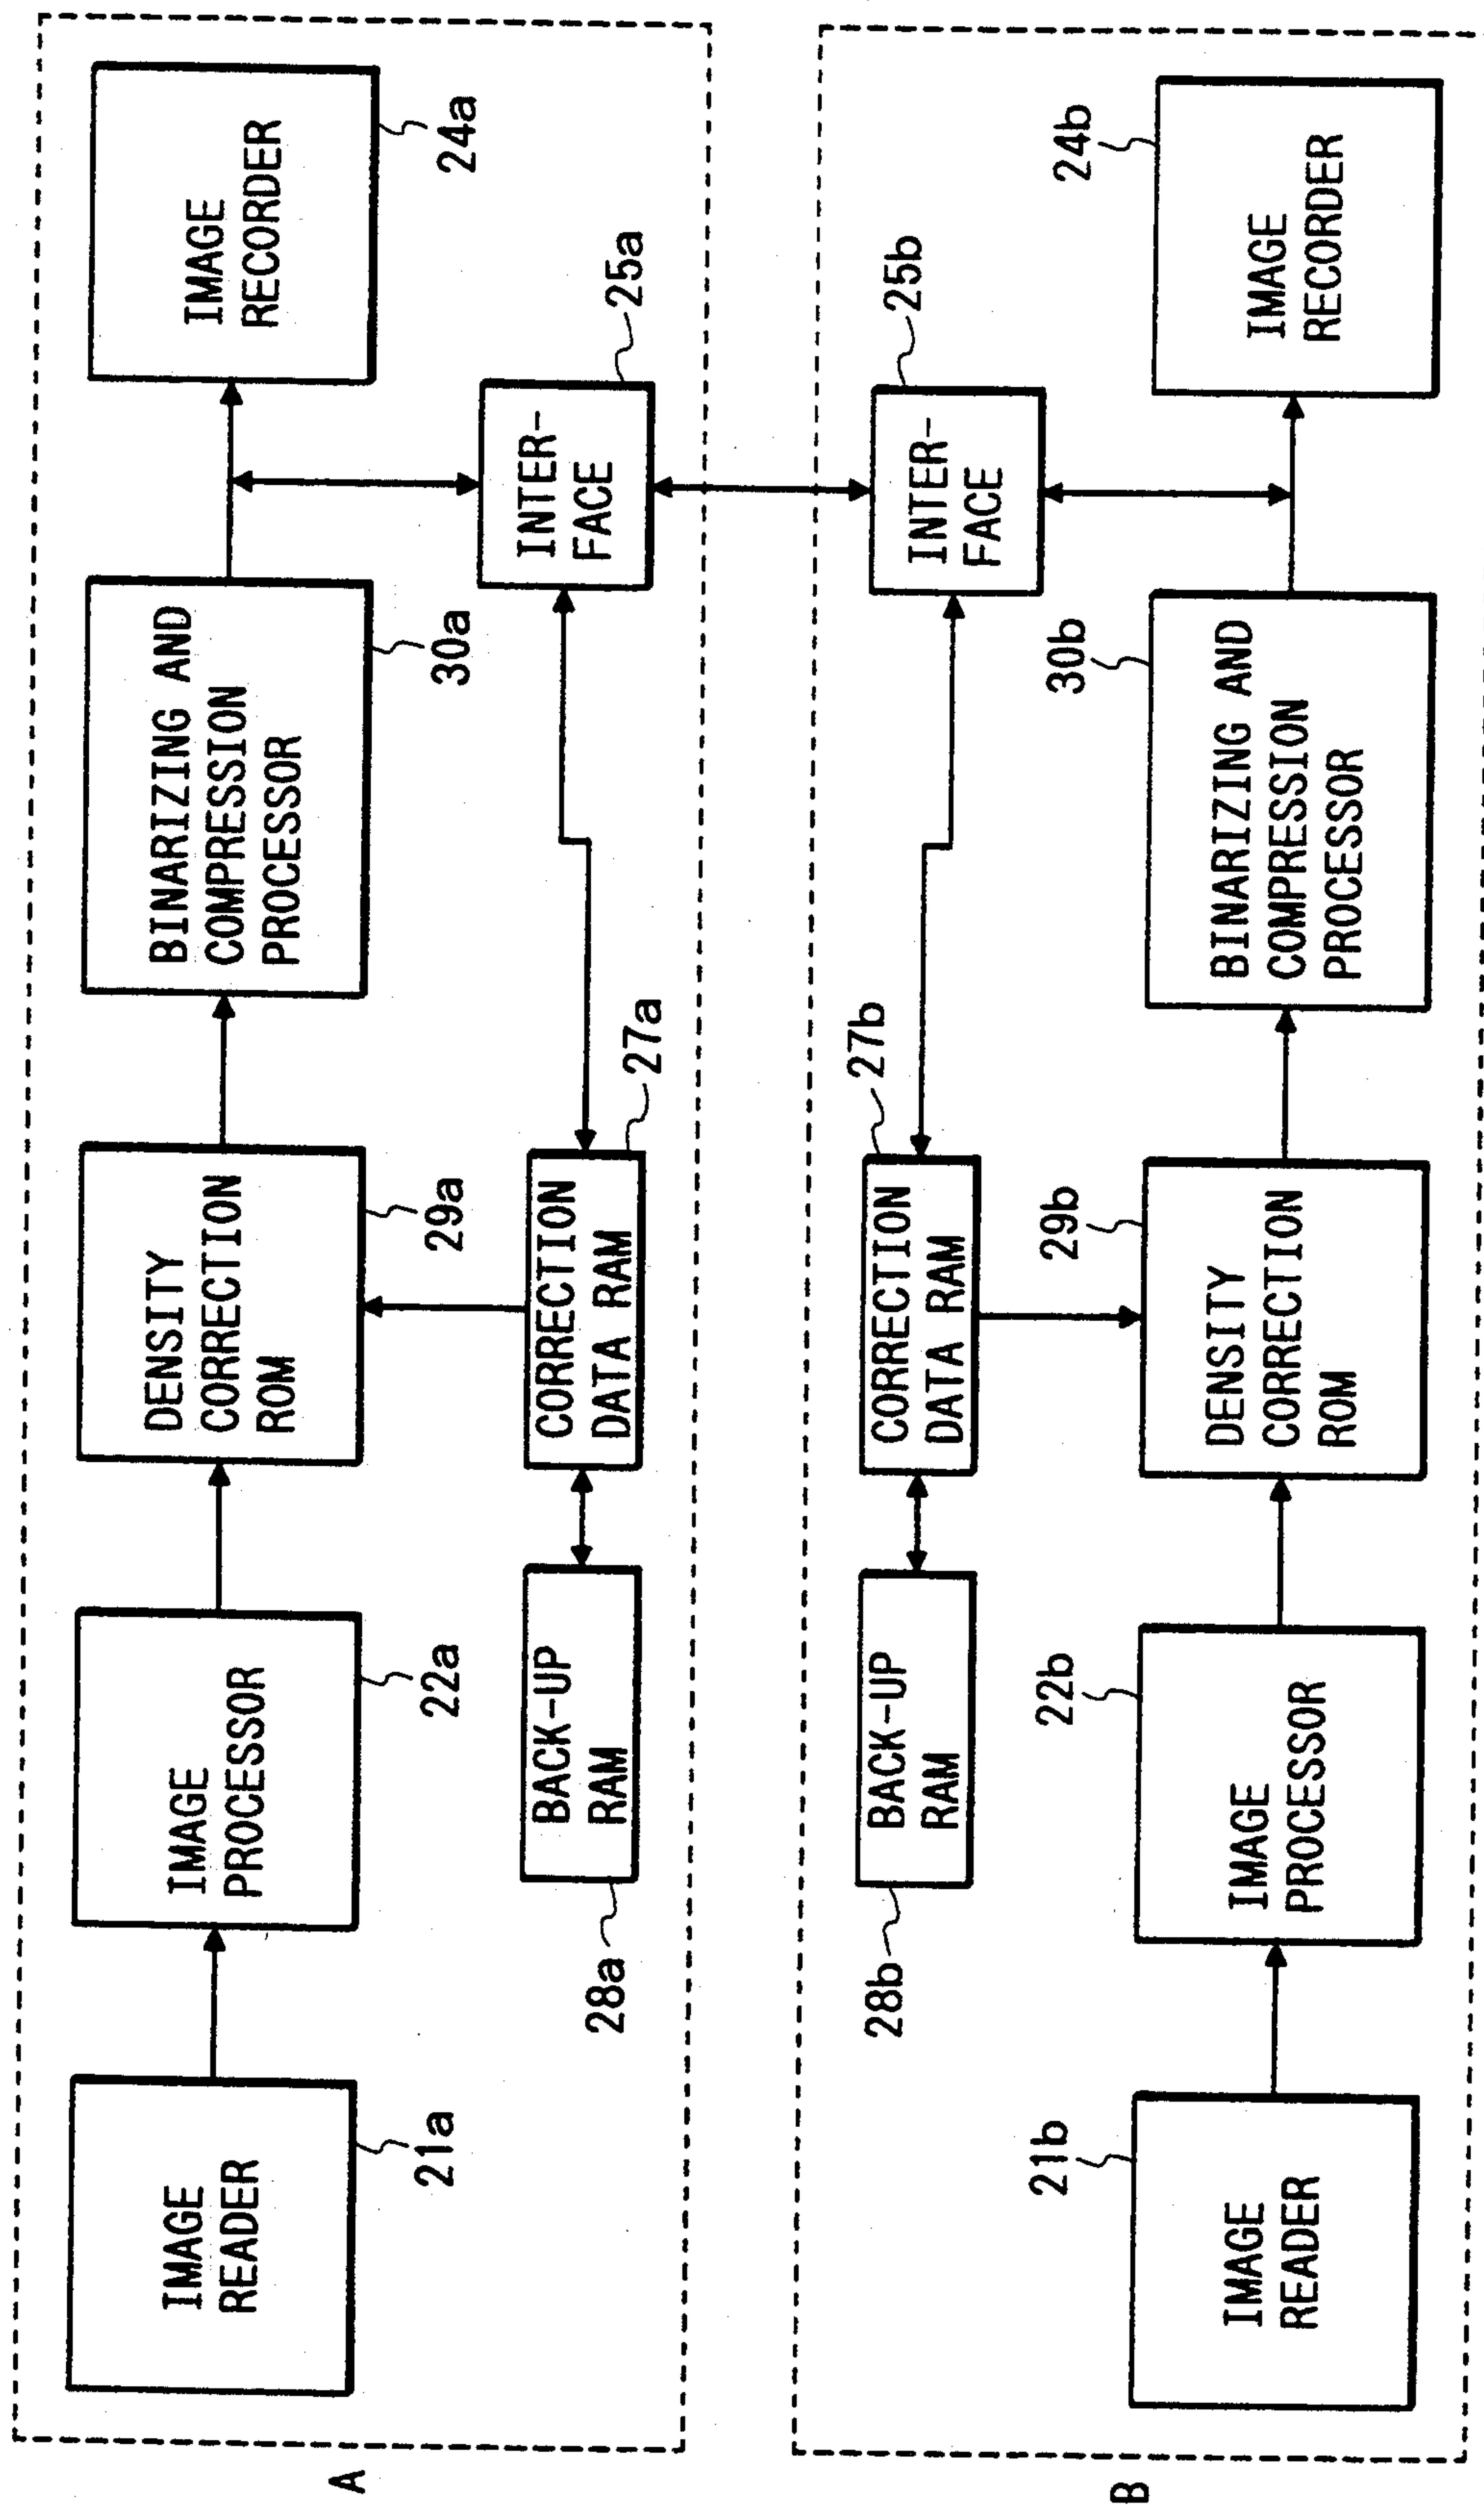 A
IMAGE
READER
21a
IMAGE
PROCESSOR
22a
DENSITY
CORRECTION
ROM
29a
BINARIZING AND
COMPRESSION
PROCESSOR
30a
IMAGE
RECORDER
24a
BACK-UP
RAM
28a
CORRECTION
DATA RAM
27a
INTER-
FACE
25a
B
BACK-UP
RAM
28b
CORRECTION
DATA RAM
27b
INTER-
FACE
25b
IMAGE
READER
21b
IMAGE
PROCESSOR
22b
DENSITY
CORRECTION
ROM
29b
BINARIZING AND
COMPRESSION
PROCESSOR
30b
IMAGE
RECORDER
24b